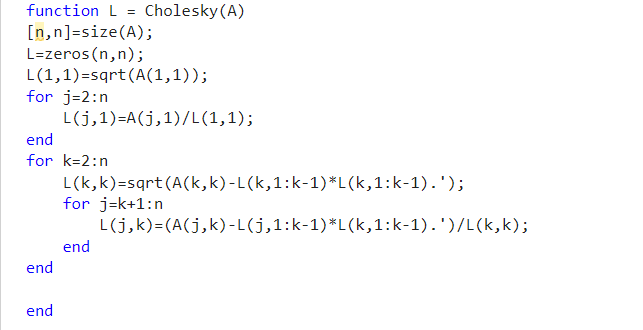 function L = Cholesky(A)
[n,n]=size(A);
L=zeros(n,n);
L(1,1)=sqrt(A(1,1));
for j=2:n
    L(j,1)=A(j,1)/L(1,1);
end
for k=2:n
    L(k,k)=sqrt(A(k,k)-L(k,1:k-1)*L(k,1:k-1).');
    for j=k+1:n
        L(j,k)=(A(j,k)-L(j,1:k-1)*L(k,1:k-1).')/L(k,k);
    end
end
end